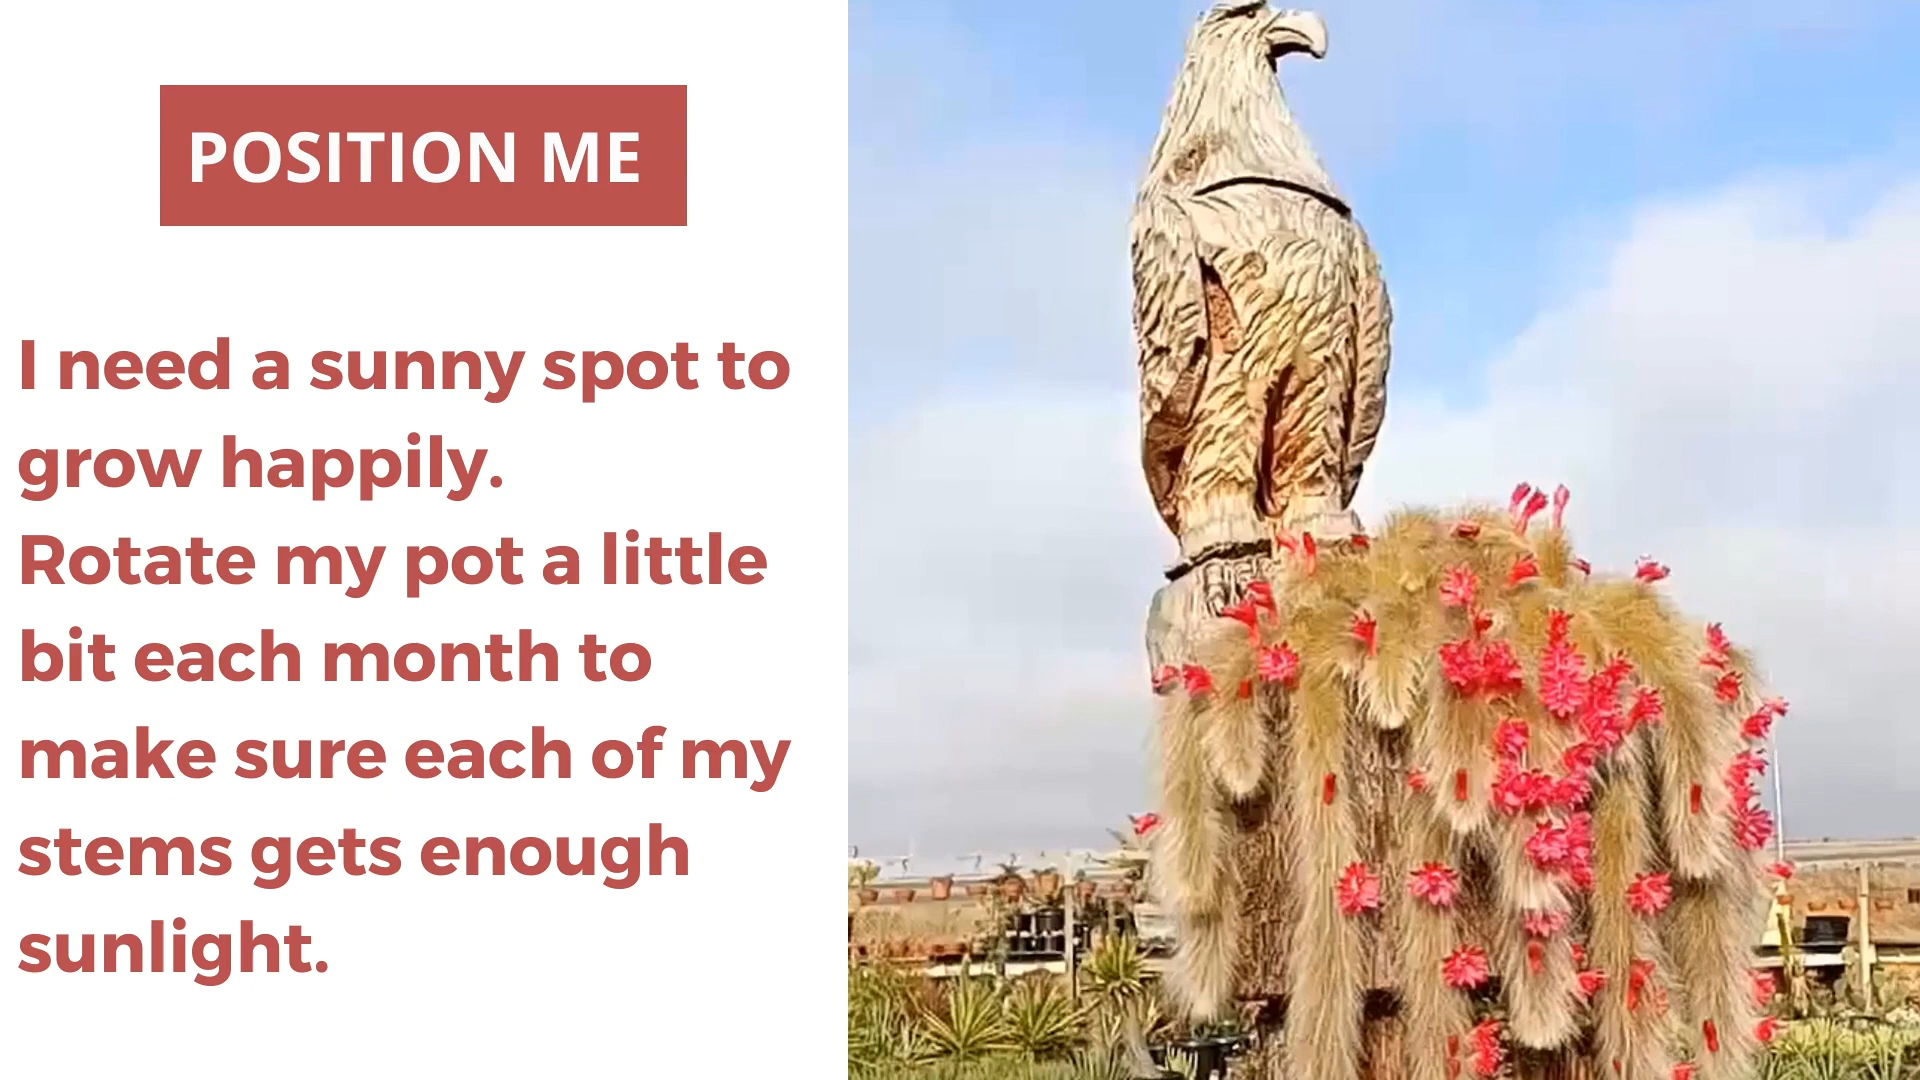 POSITION ME
I need a sunny spot to
grow happily.
Rotate my pot a little
bit each month to
make sure each of my
stems gets enough
sunlight.